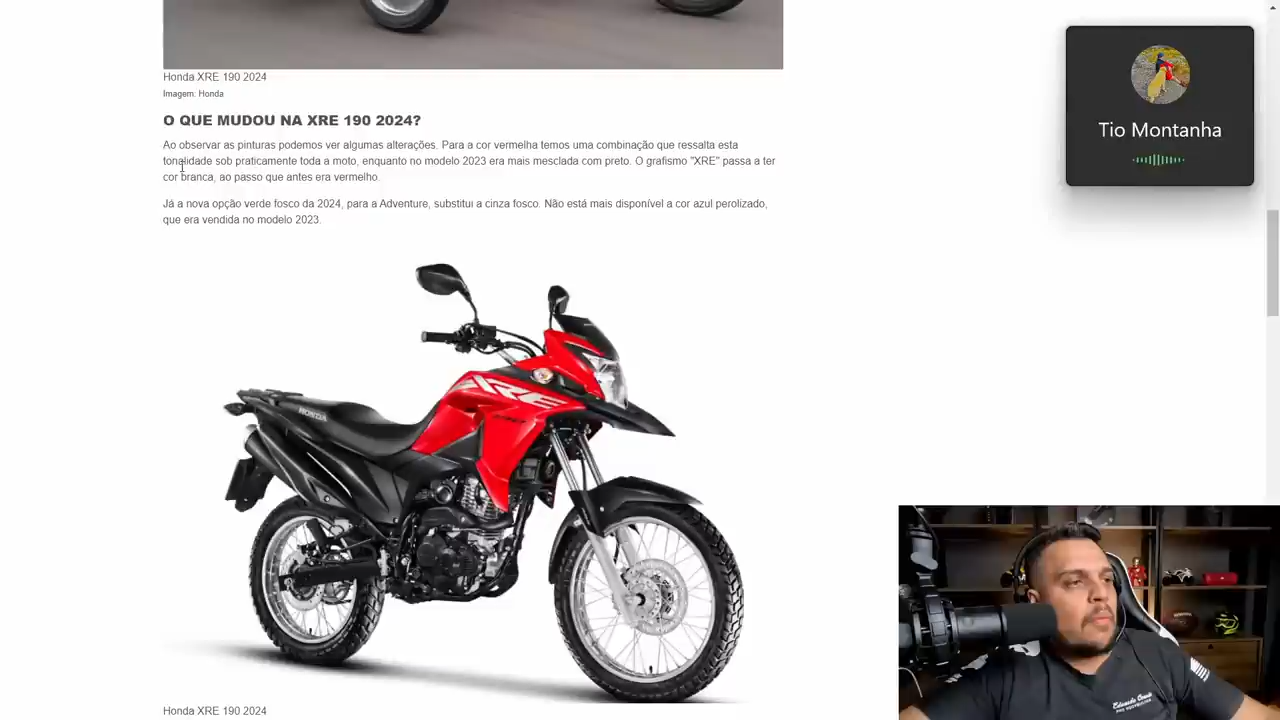 Honda XRE 190 2024
Imagem: Honda
O QUE MUDOU NA XRE 190 2024?
Ao observar as pinturas podemos ver algumas alterações. Para a cor vermelha temos uma combinação que ressalta esta
tonalidade sob praticamente toda a moto, enquanto no modelo 2023 era mais mesclada com preto. O grafismo "XRE" passa a ter
cor branca, ao passo que antes era vermelho.
Já a nova opção verde fosco da 2024, para a Adventure, substitui a cinza fosco. Não está mais disponível a cor azul perolizado,
que era vendida no modelo 2023.
Tio Montanha
XRE
HONDA
Honda XRE 190 2024